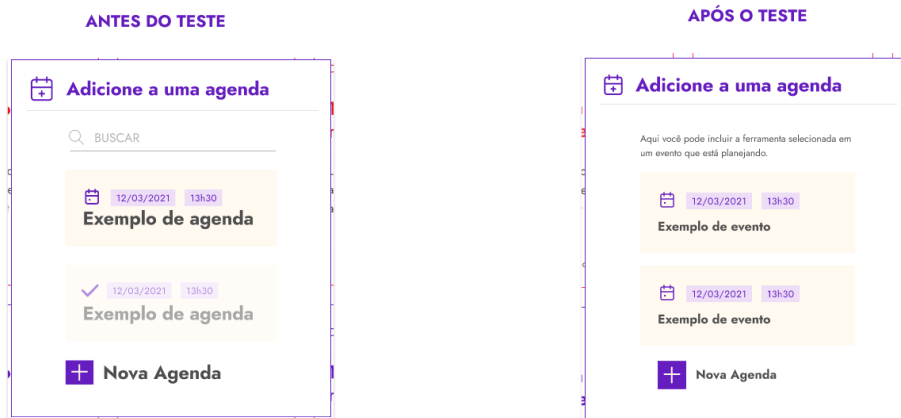 ANTES DO TESTE
Adicione a uma agenda
BUSCAR
12/03/2021 13h30
Exemplo de agenda
12/03/2021 13h30
Exemplo de agenda
Nova Agenda
APÓS O TESTE
Adicione a uma agenda
Aqui você pode incluir a ferramenta selecionada em
um evento que está planejando.
12/03/2021 13h30
Exemplo de evento
12/03/2021 13h30
Exemplo de evento
Nova Agenda